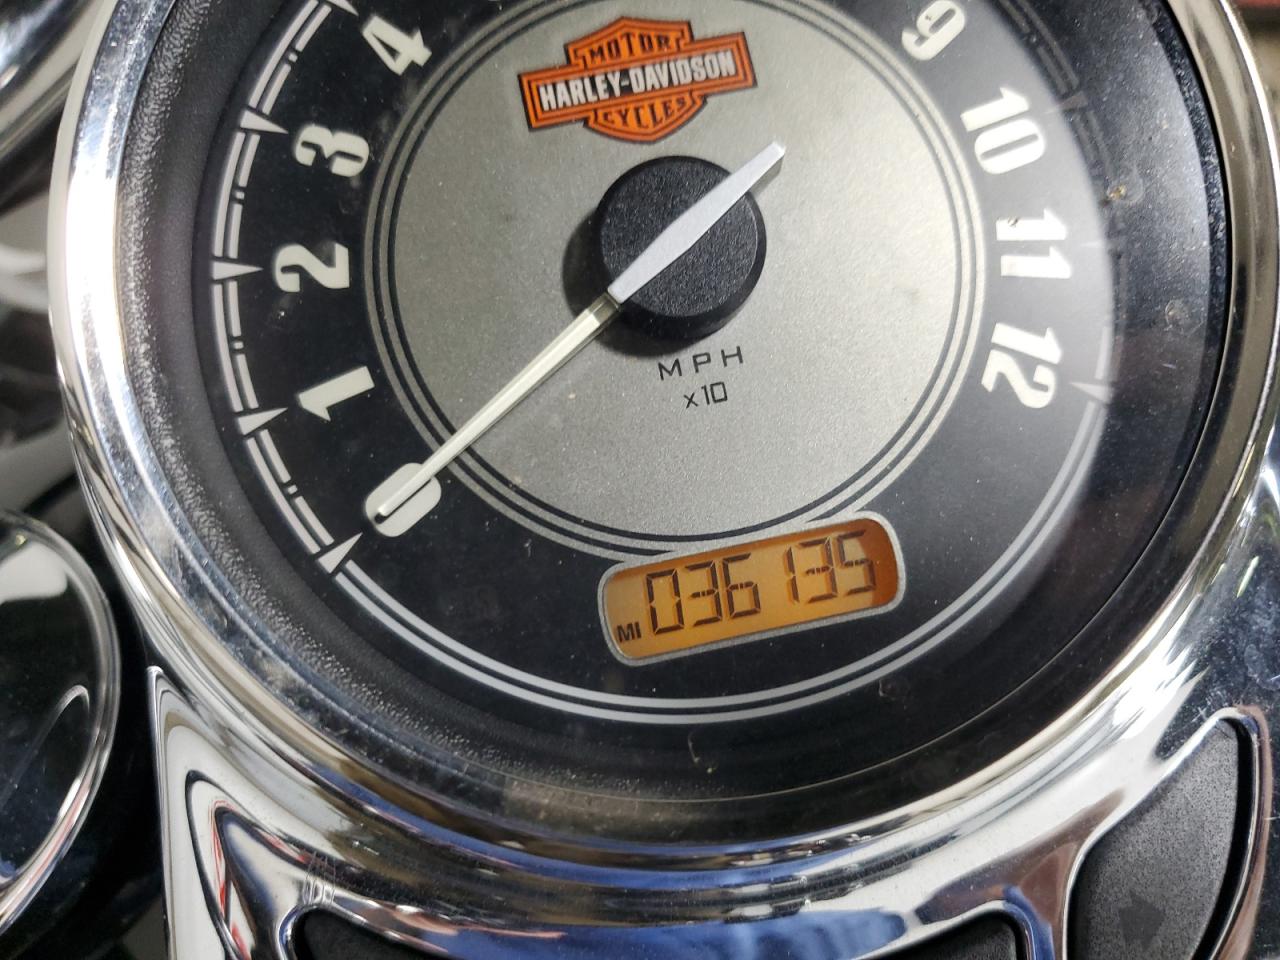 MOTOR
HARLEY-DAVIDSON
CYCLES
4
3
2
1
0
9
10
11
12
MPH
x10
MI 036135